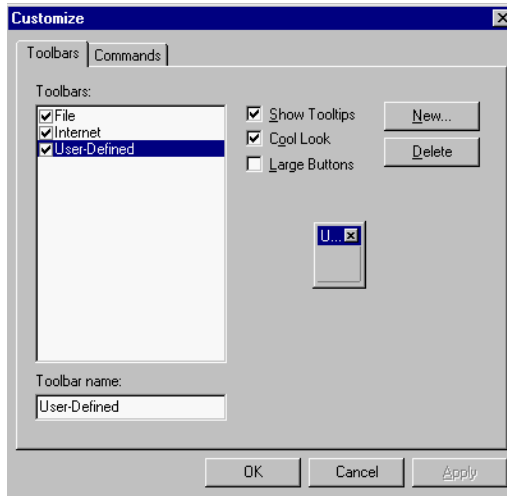 Customize
Toolbars Commands
Toolbars:
File
Internet
User-Defined
Show Tooltips
Cool Look
Large Buttons
New...
Delete
U...
Toolbar name:
User-Defined
OK Cancel Apply